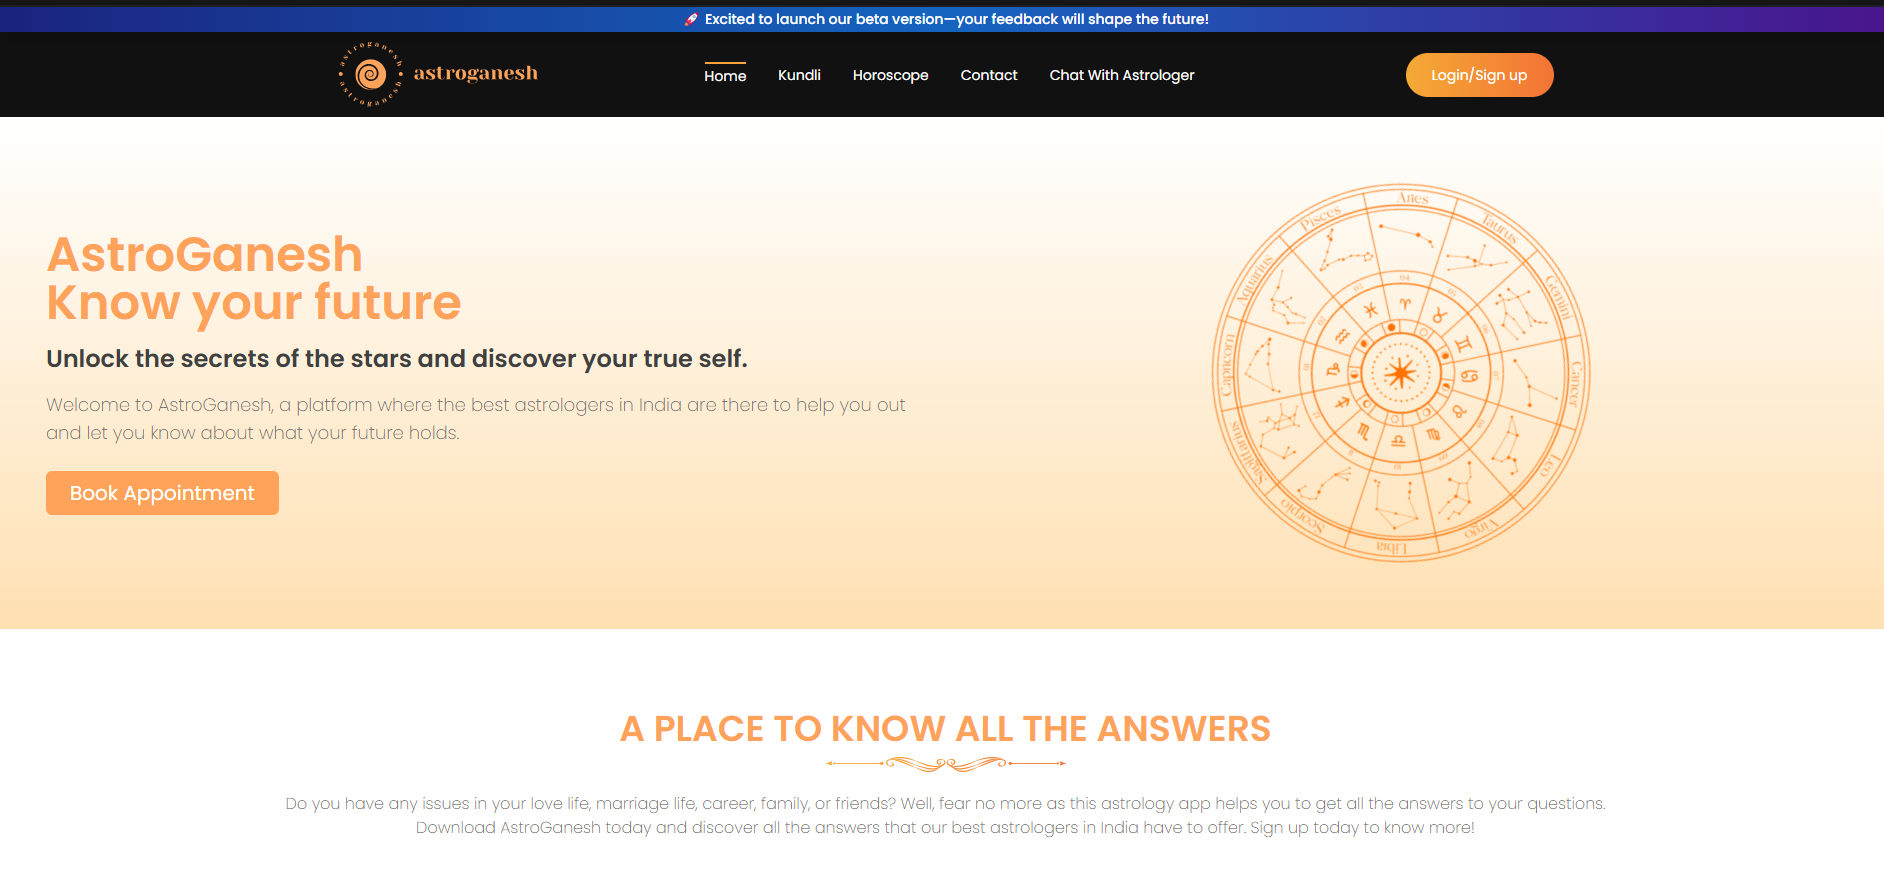 🚀 Excited to launch our beta version—your feedback will shape the future!
astroganesh astroganesh
astroganesh
Home
Kundli
Horoscope
Contact
Chat With Astrologer
Login/Sign up
AstroGanesh
Know your future
Unlock the secrets of the stars and discover your true self.
Welcome to AstroGanesh, a platform where the best astrologers in India are there to help you out
and let you know about what your future holds.
Book Appointment
Aries
Taurus
Gemini
Cancer
Leo
Virgo
Libra
Scorpio
Sagittarius
Capricorn
Aquarius
Pisces
A PLACE TO KNOW ALL THE ANSWERS
Do you have any issues in your love life, marriage life, career, family, or friends? Well, fear no more as this astrology app helps you to get all the answers to your questions.
Download AstroGanesh today and discover all the answers that our best astrologers in India have to offer. Sign up today to know more!